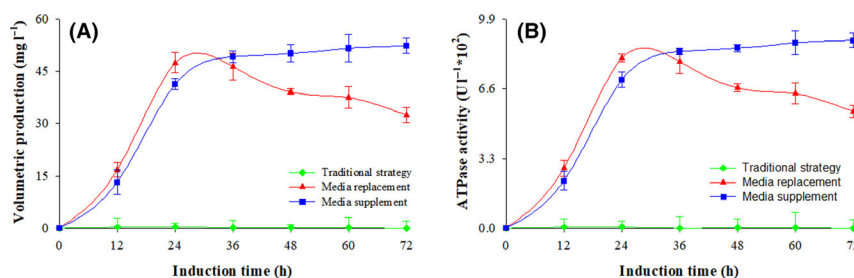 (A)
Volumetric production (mg l⁻¹)
60
45
30
15
0
Traditional strategy
Media replacement
Media supplement
0 12 24 36 48 60 72
Induction time (h)
(B)
ATPase activity (U l⁻¹*10²)
9.9
6.6
3.3
0.0
Traditional strategy
Media replacement
Media supplement
0 12 24 36 48 60 72
Induction time (h)